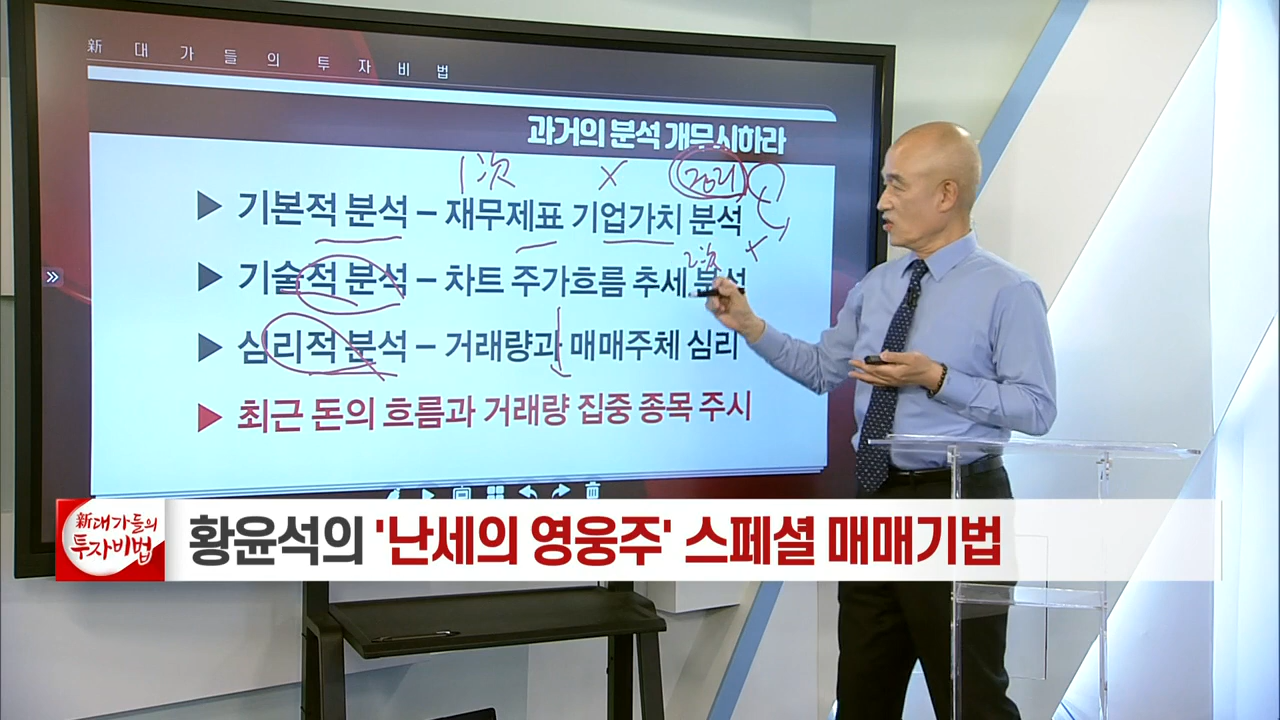 新 대가들의 투자비법
과거의 분석 개무시하라
1次 X 심리
▶ 기본적 분석 – 재무제표 기업가치 분석
X
2次
▶ 기술적 분석 – 차트 주가흐름 추세 분석
▶ 심리적 분석 – 거래량과 매매주체 심리
▶ 최근 돈의 흐름과 거래량 집중 종목 주시
新대가들의
투자비법
황윤석의 '난세의 영웅주' 스페셜 매매기법